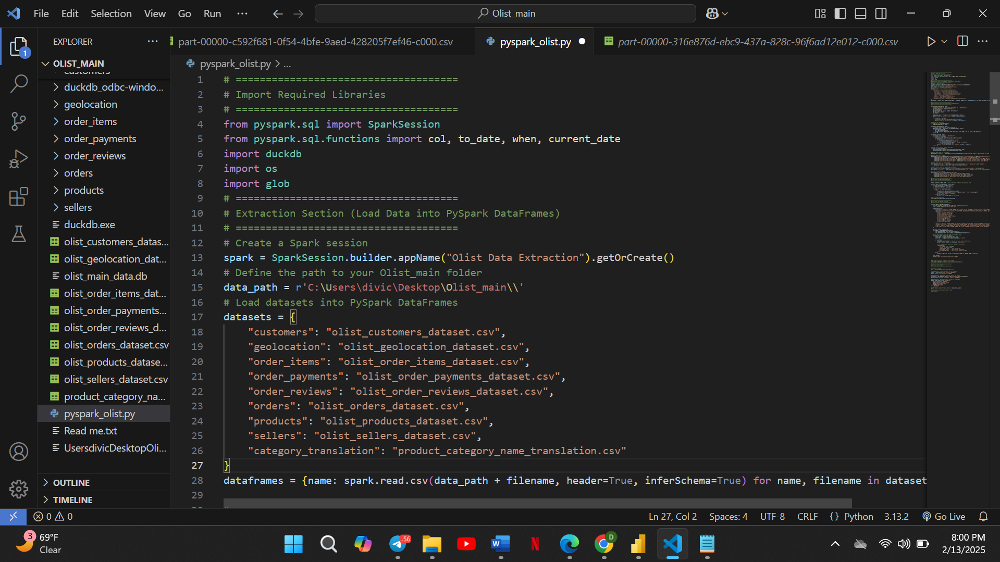 File Edit Selection View Go Run ··· Olist_main
EXPLORER ···
part-00000-c592f681-0f54-4bfe-9aed-428205f7ef46-c000.csv
pyspark_olist.py
part-00000-316e876d-ebc9-437a-828c-96f6ad12e012-c000.csv
1
OLIST_MAIN
customers
duckdb_odbc-windo...
geolocation
order_items
order_payments
order_reviews
orders
products
sellers
duckdb.exe
olist_customers_datas...
olist_geolocation_dat...
olist_main_data.db
olist_order_items_dat...
olist_order_payments...
olist_order_reviews_d...
olist_orders_dataset.csv
olist_products_datase...
olist_sellers_dataset.csv
product_category_na...
pyspark_olist.py
Read me.txt
UsersdivicDesktopOli...
OUTLINE
TIMELINE
pyspark_olist.py > ...
1 # =====================================
2 # Import Required Libraries
3 # =====================================
4 from pyspark.sql import SparkSession
5 from pyspark.sql.functions import col, to_date, when, current_date
6 import duckdb
7 import os
8 import glob
9 # =====================================
10 # Extraction Section (Load Data into PySpark DataFrames)
11 # =====================================
12 # Create a Spark session
13 spark = SparkSession.builder.appName("Olist Data Extraction").getOrCreate()
14 # Define the path to your Olist_main folder
15 data_path = r'C:\Users\divic\Desktop\Olist_main\\'
16 # Load datasets into PySpark DataFrames
17 datasets = {
18 "customers": "olist_customers_dataset.csv",
19 "geolocation": "olist_geolocation_dataset.csv",
20 "order_items": "olist_order_items_dataset.csv",
21 "order_payments": "olist_order_payments_dataset.csv",
22 "order_reviews": "olist_order_reviews_dataset.csv",
23 "orders": "olist_orders_dataset.csv",
24 "products": "olist_products_dataset.csv",
25 "sellers": "olist_sellers_dataset.csv",
26 "category_translation": "product_category_name_translation.csv"
27 }
28 dataframes = {name: spark.read.csv(data_path + filename, header=True, inferSchema=True) for name, filename in dataset
29
0 0 Ln 27, Col 2 Spaces: 4 UTF-8 CRLF {} Python 3.13.2 Go Live
3 69°F
Clear
..56
W
N
D
8:00 PM
2/13/2025